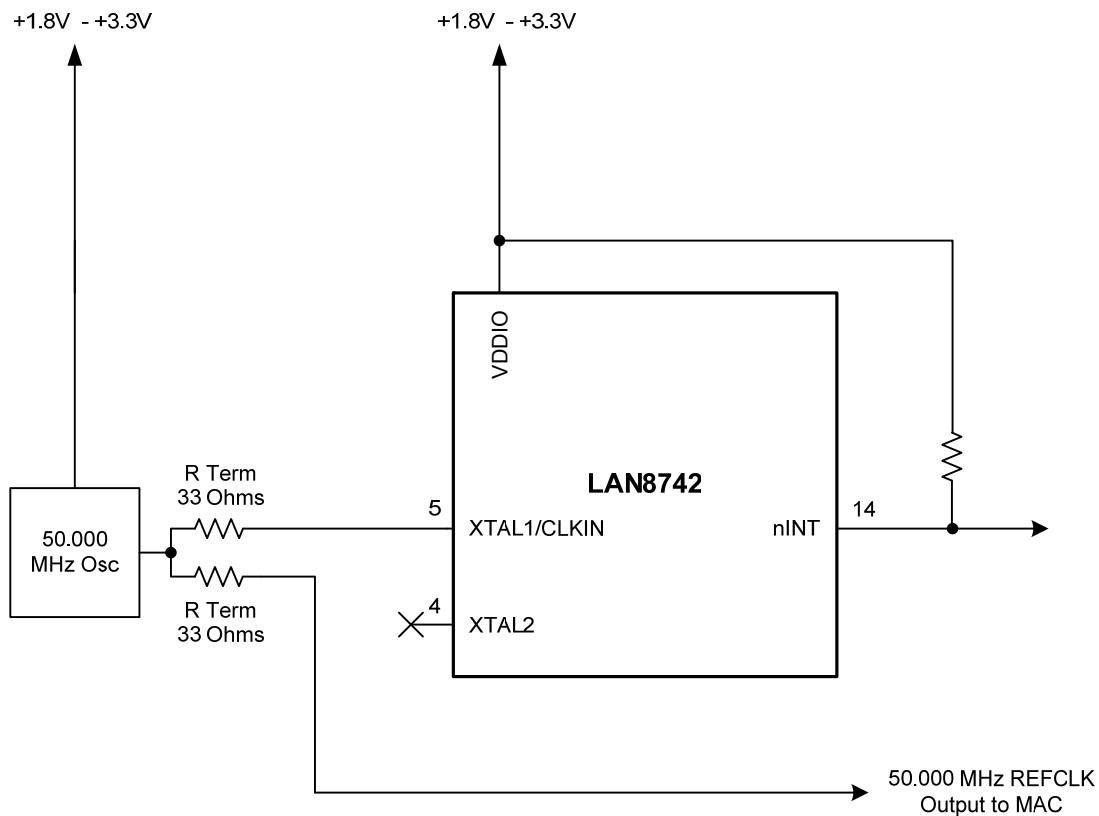 +1.8V - +3.3V
+1.8V - +3.3V
VDDIO
R Term
33 Ohms
LAN8742
50.000
MHz Osc
5
XTAL1/CLKIN
nINT
14
R Term
33 Ohms
4
XTAL2
50.000 MHz REFCLK
Output to MAC